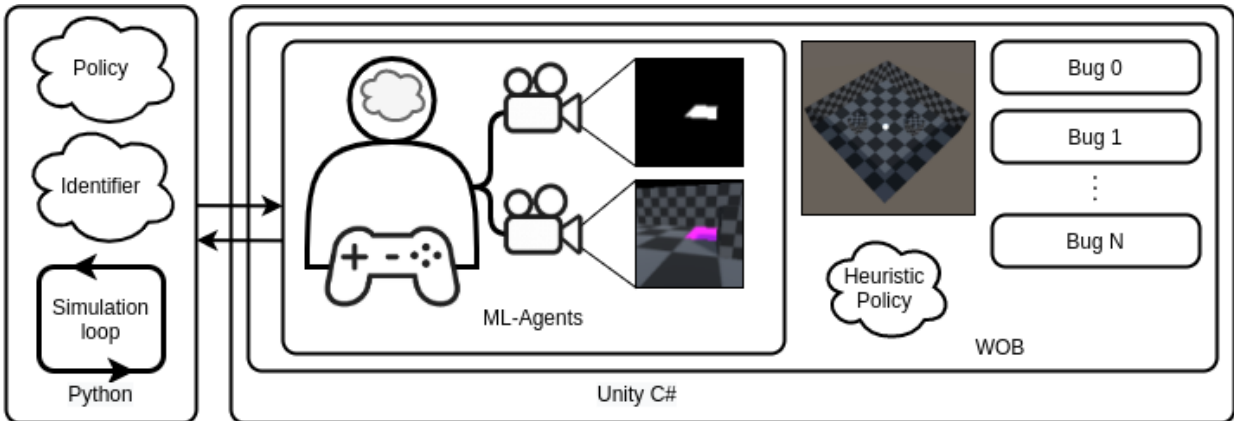 Policy
Identifier
Simulation
loop
Python
ML-Agents
Bug 0
Bug 1
⋮
Bug N
Heuristic
Policy
WOB
Unity C#